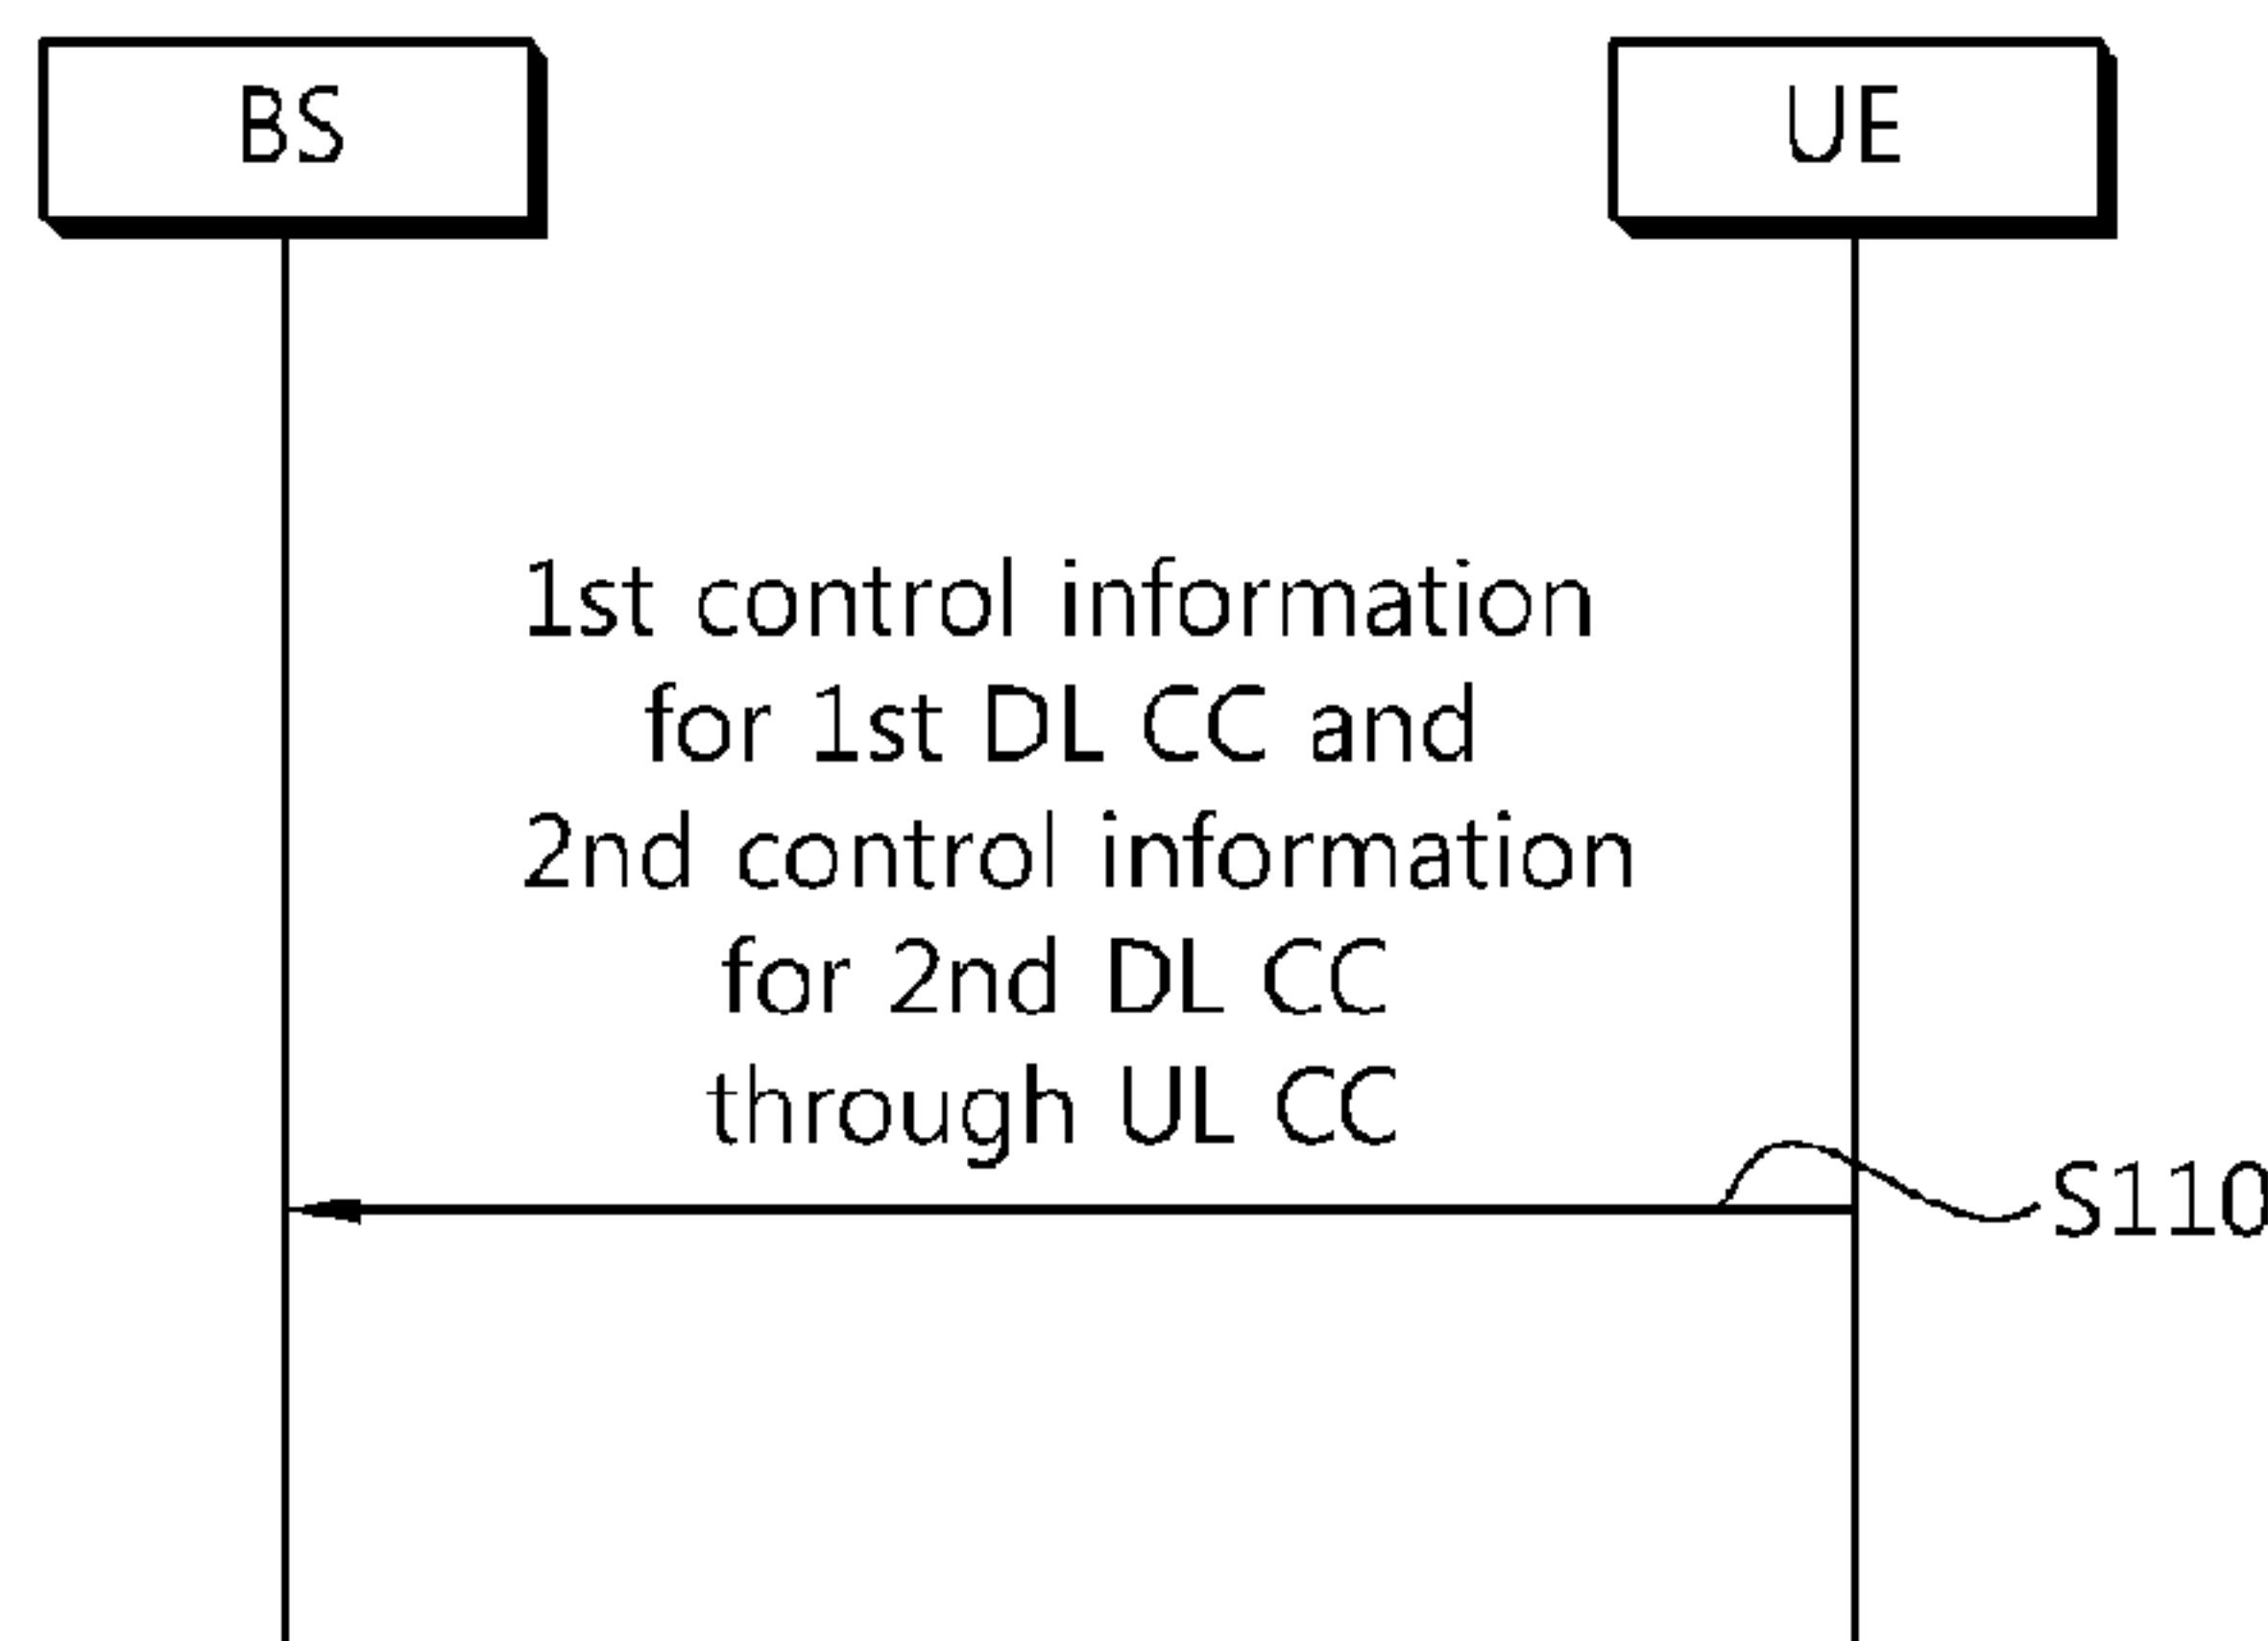 BS
UE
1st control information
for 1st DL CC and
2nd control information
for 2nd DL CC
through UL CC
S110